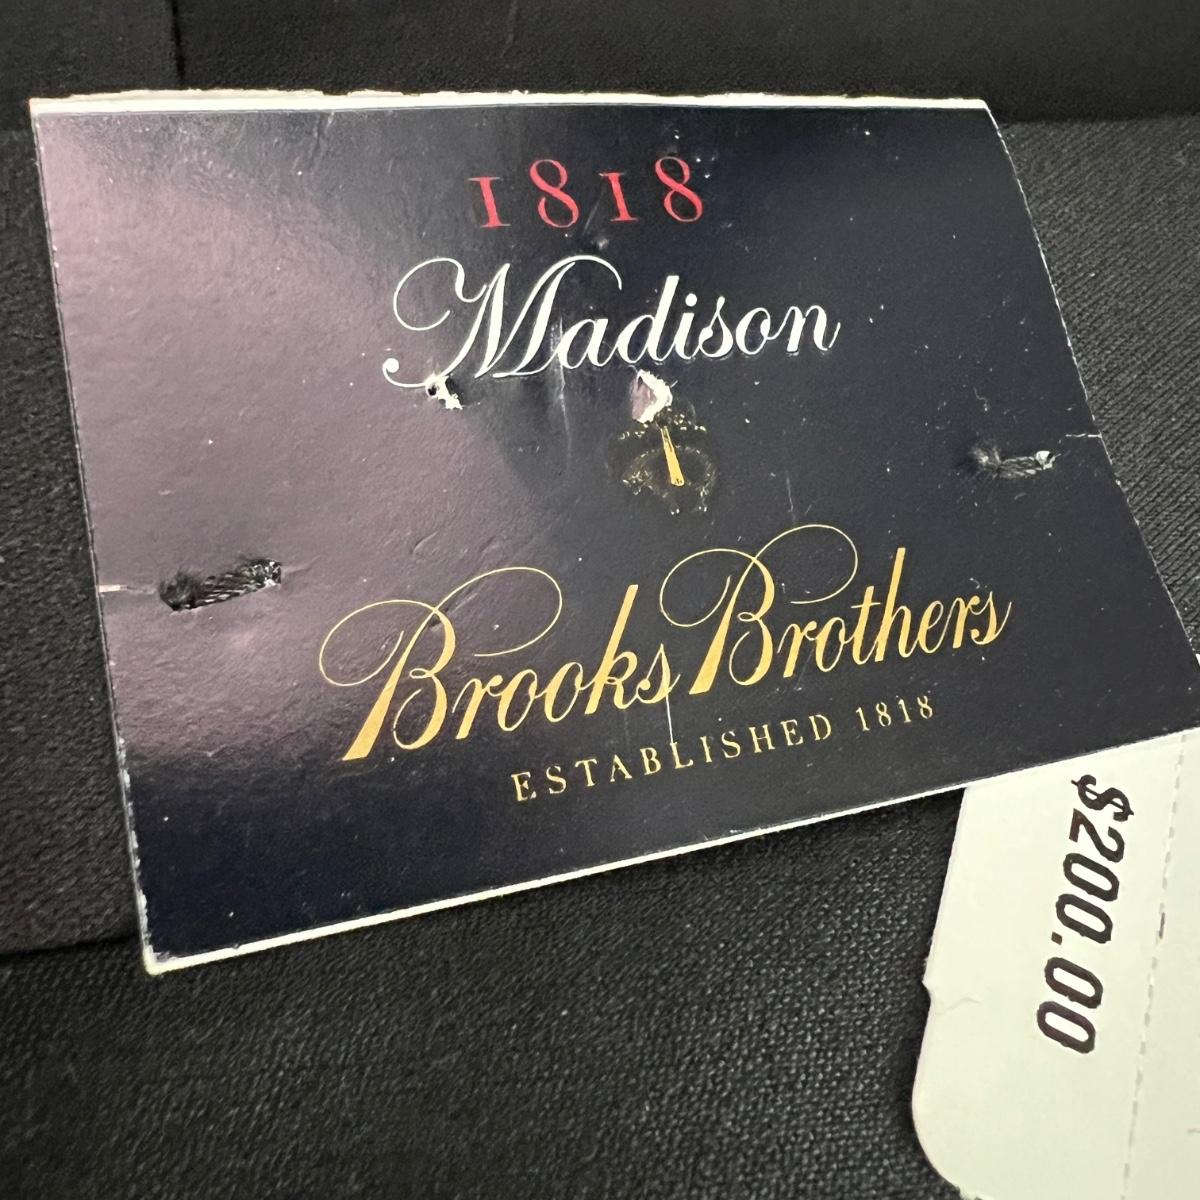 1818
Madison
Brooks Brothers
ESTABLISHED 1818
$200.00